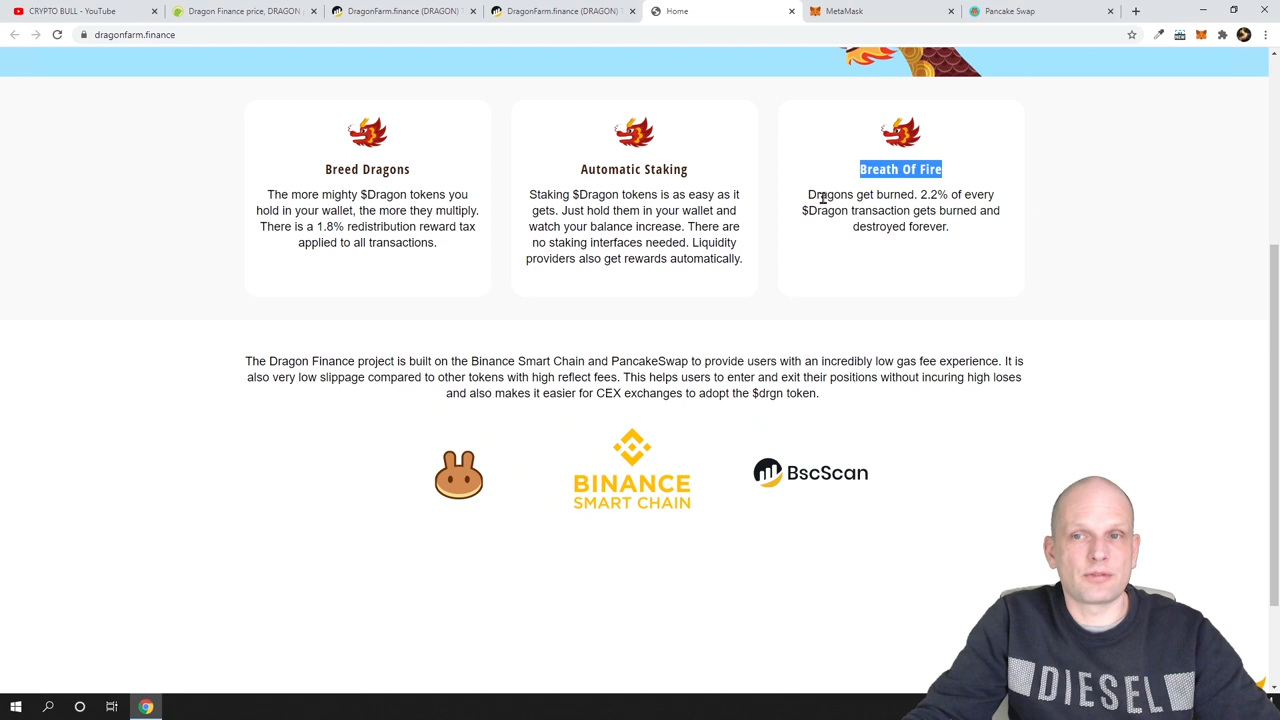 CRYPTO BULL - YouTube
Dragon Finance price, DRAGON
DragonFarm.finance (DRAGON) T
DragonFarm.finance (DRAGON) T
Home
MetaMask
Pancake Swap
dragonfarm.finance
Breed Dragons
The more mighty $Dragon tokens you
hold in your wallet, the more they multiply.
There is a 1.8% redistribution reward tax
applied to all transactions.
Automatic Staking
Staking $Dragon tokens is as easy as it
gets. Just hold them in your wallet and
watch your balance increase. There are
no staking interfaces needed. Liquidity
providers also get rewards automatically.
Breath Of Fire
Dragons get burned. 2.2% of every
$Dragon transaction gets burned and
destroyed forever.
The Dragon Finance project is built on the Binance Smart Chain and PancakeSwap to provide users with an incredibly low gas fee experience. It is
also very low slippage compared to other tokens with high reflect fees. This helps users to enter and exit their positions without incuring high loses
and also makes it easier for CEX exchanges to adopt the $drgn token.
BINANCE
SMART CHAIN
BscScan
DIESEL